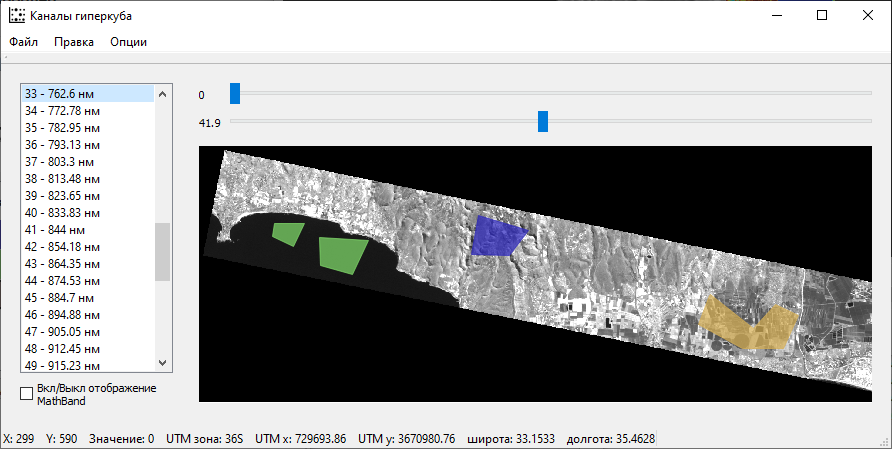 Каналы гиперкуба
Файл Правка Опции
33 - 762.6 нм
34 - 772.78 нм
35 - 782.95 нм
36 - 793.13 нм
37 - 803.3 нм
38 - 813.48 нм
39 - 823.65 нм
40 - 833.83 нм
41 - 844 нм
42 - 854.18 нм
43 - 864.35 нм
44 - 874.53 нм
45 - 884.7 нм
46 - 894.88 нм
47 - 905.05 нм
48 - 912.45 нм
49 - 915.23 нм
Вкл/Выкл отображение
MathBand
0
41.9
X: 299 Y: 590 Значение: 0 UTM зона: 36S UTM x: 729693.86 UTM y: 3670980.76 широта: 33.1533 долгота: 35.4628